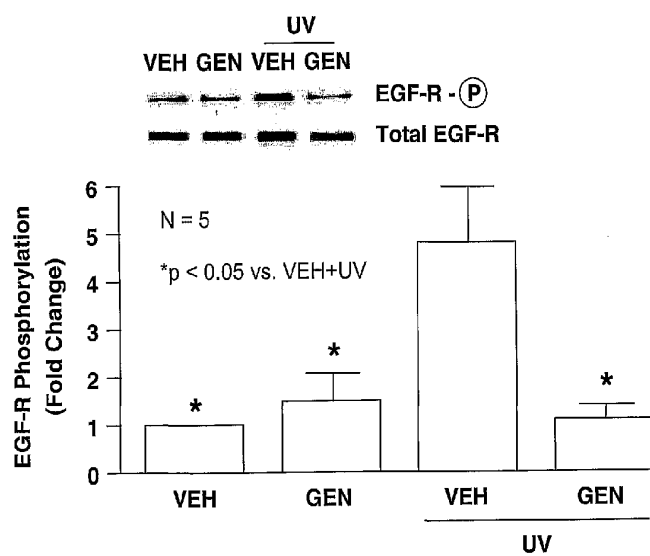 UV
VEH GEN VEH GEN
EGF-R - P
Total EGF-R
EGF-R Phosphorylation
(Fold Change)
6
5
4
3
2
1
0
N = 5
*p < 0.05 vs. VEH+UV
* * *
VEH GEN VEH GEN
UV